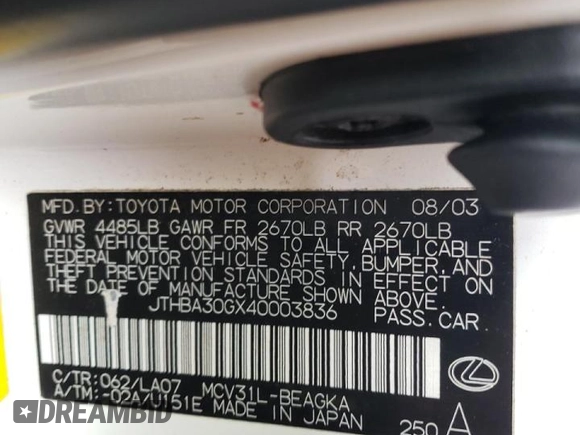 MFD. BY: TOYOTA MOTOR CORPORATION 08/03
GVWR 4485LB GAWR FR 2670LB RR 2670LB
THIS VEHICLE CONFORMS TO ALL APPLICABLE
FEDERAL MOTOR VEHICLE SAFETY, BUMPER, AND
THEFT PREVENTION STANDARDS IN EFFECT ON
THE DATE OF MANUFACTURE SHOWN ABOVE.
JTHBA30GX40003836 PASS. CAR
C/TR: 062/LA07 MCV31L-BEAGKA
A/TM: -02A/U151E MADE IN JAPAN 250 A
DREAMBID